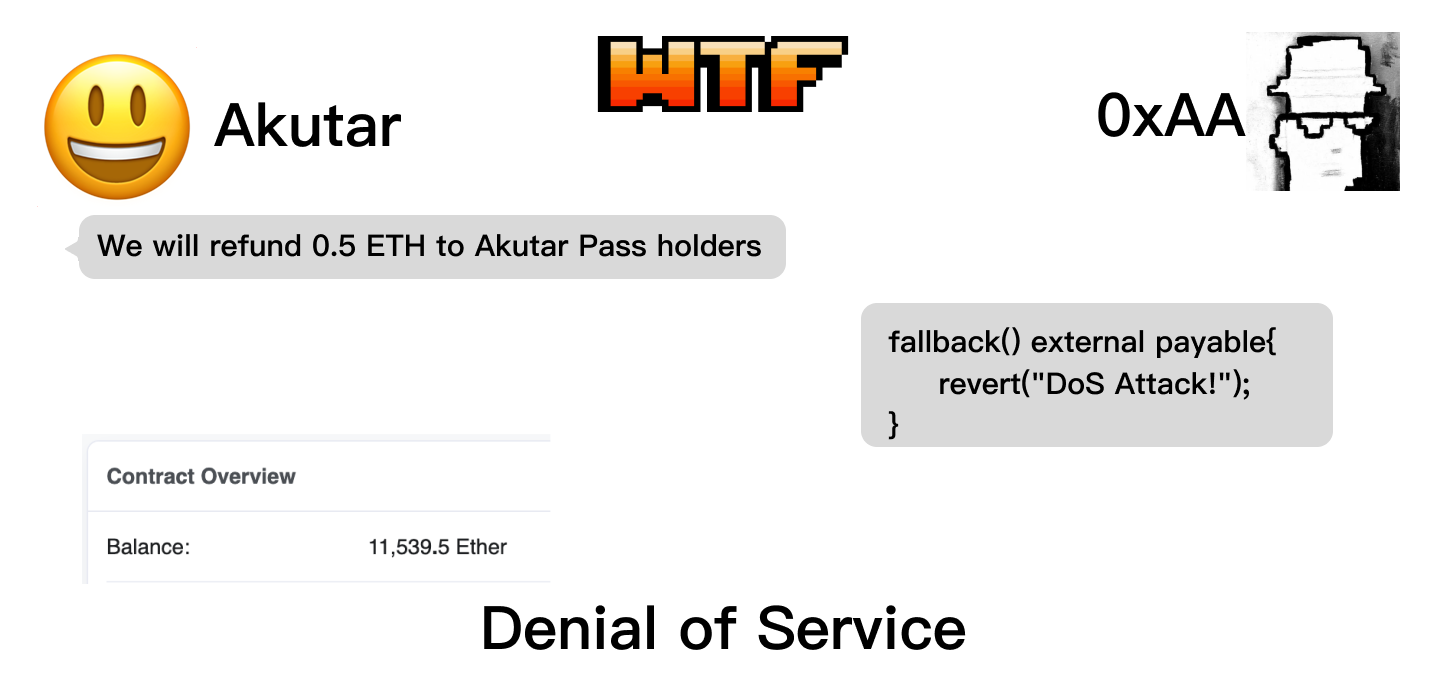 WTF
Akutar
0xAA
We will refund 0.5 ETH to Akutar Pass holders
fallback() external payable{
revert("DoS Attack!");
}
Contract Overview
Balance: 11,539.5 Ether
Denial of Service